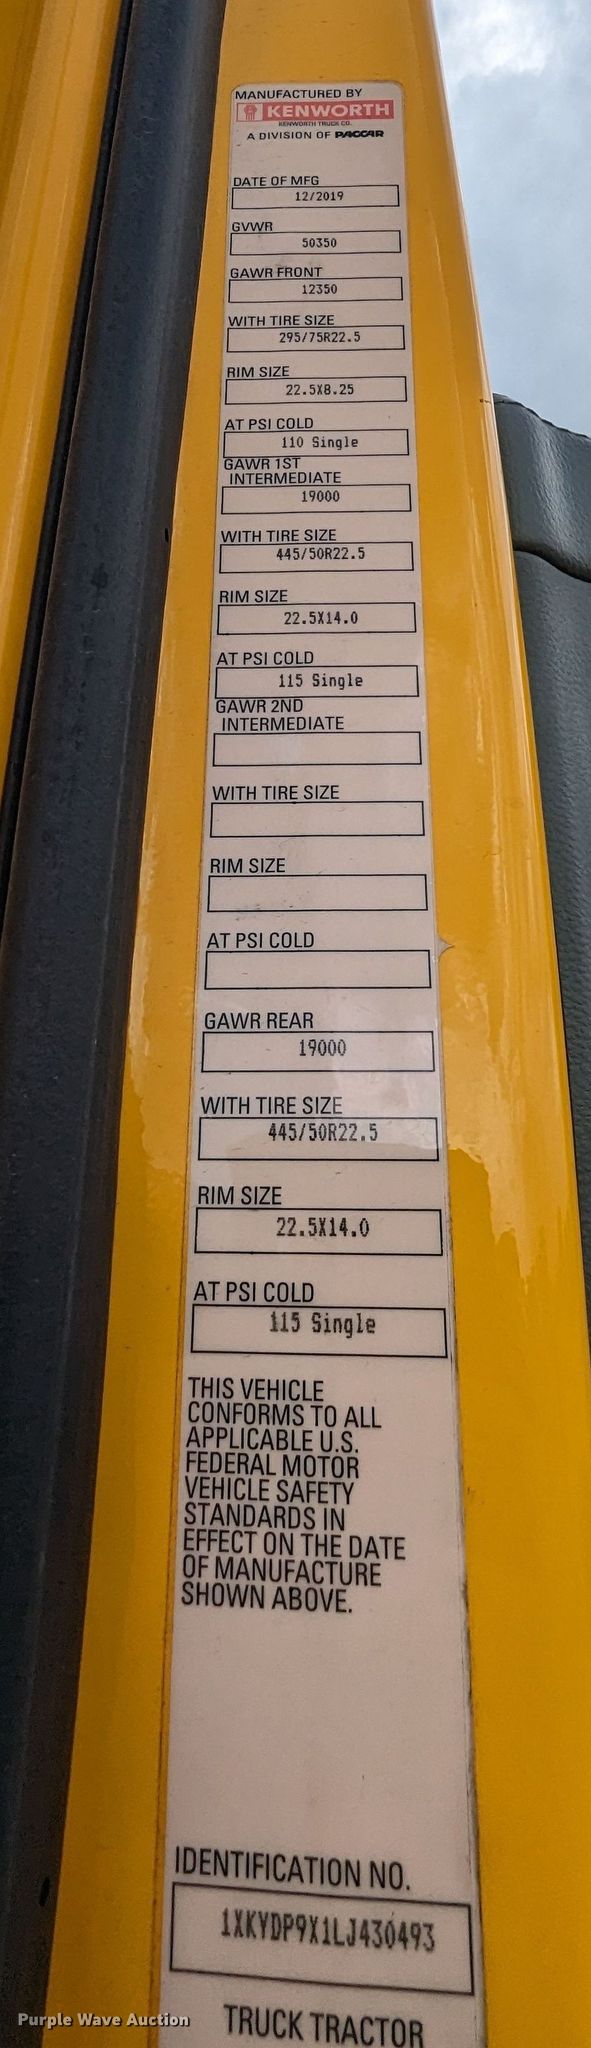 MANUFACTURED BY
KENWORTH
KENWORTH TRUCK CO.
A DIVISION OF PACCAR
DATE OF MFG
12/2019
GVWR
50350
GAWR FRONT
12350
WITH TIRE SIZE
295/75R22.5
RIM SIZE
22.5X8.25
AT PSI COLD
110 Single
GAWR 1ST
INTERMEDIATE
19000
WITH TIRE SIZE
445/50R22.5
RIM SIZE
22.5X14.0
AT PSI COLD
115 Single
GAWR 2ND
INTERMEDIATE
WITH TIRE SIZE
RIM SIZE
AT PSI COLD
GAWR REAR
19000
WITH TIRE SIZE
445/50R22.5
RIM SIZE
22.5X14.0
AT PSI COLD
115 Single
THIS VEHICLE
CONFORMS TO ALL
APPLICABLE U.S.
FEDERAL MOTOR
VEHICLE SAFETY
STANDARDS IN
EFFECT ON THE DATE
OF MANUFACTURE
SHOWN ABOVE.
IDENTIFICATION NO.
1XKYDP9X1LJ430493
TRUCK TRACTOR
Purple Wave Auction